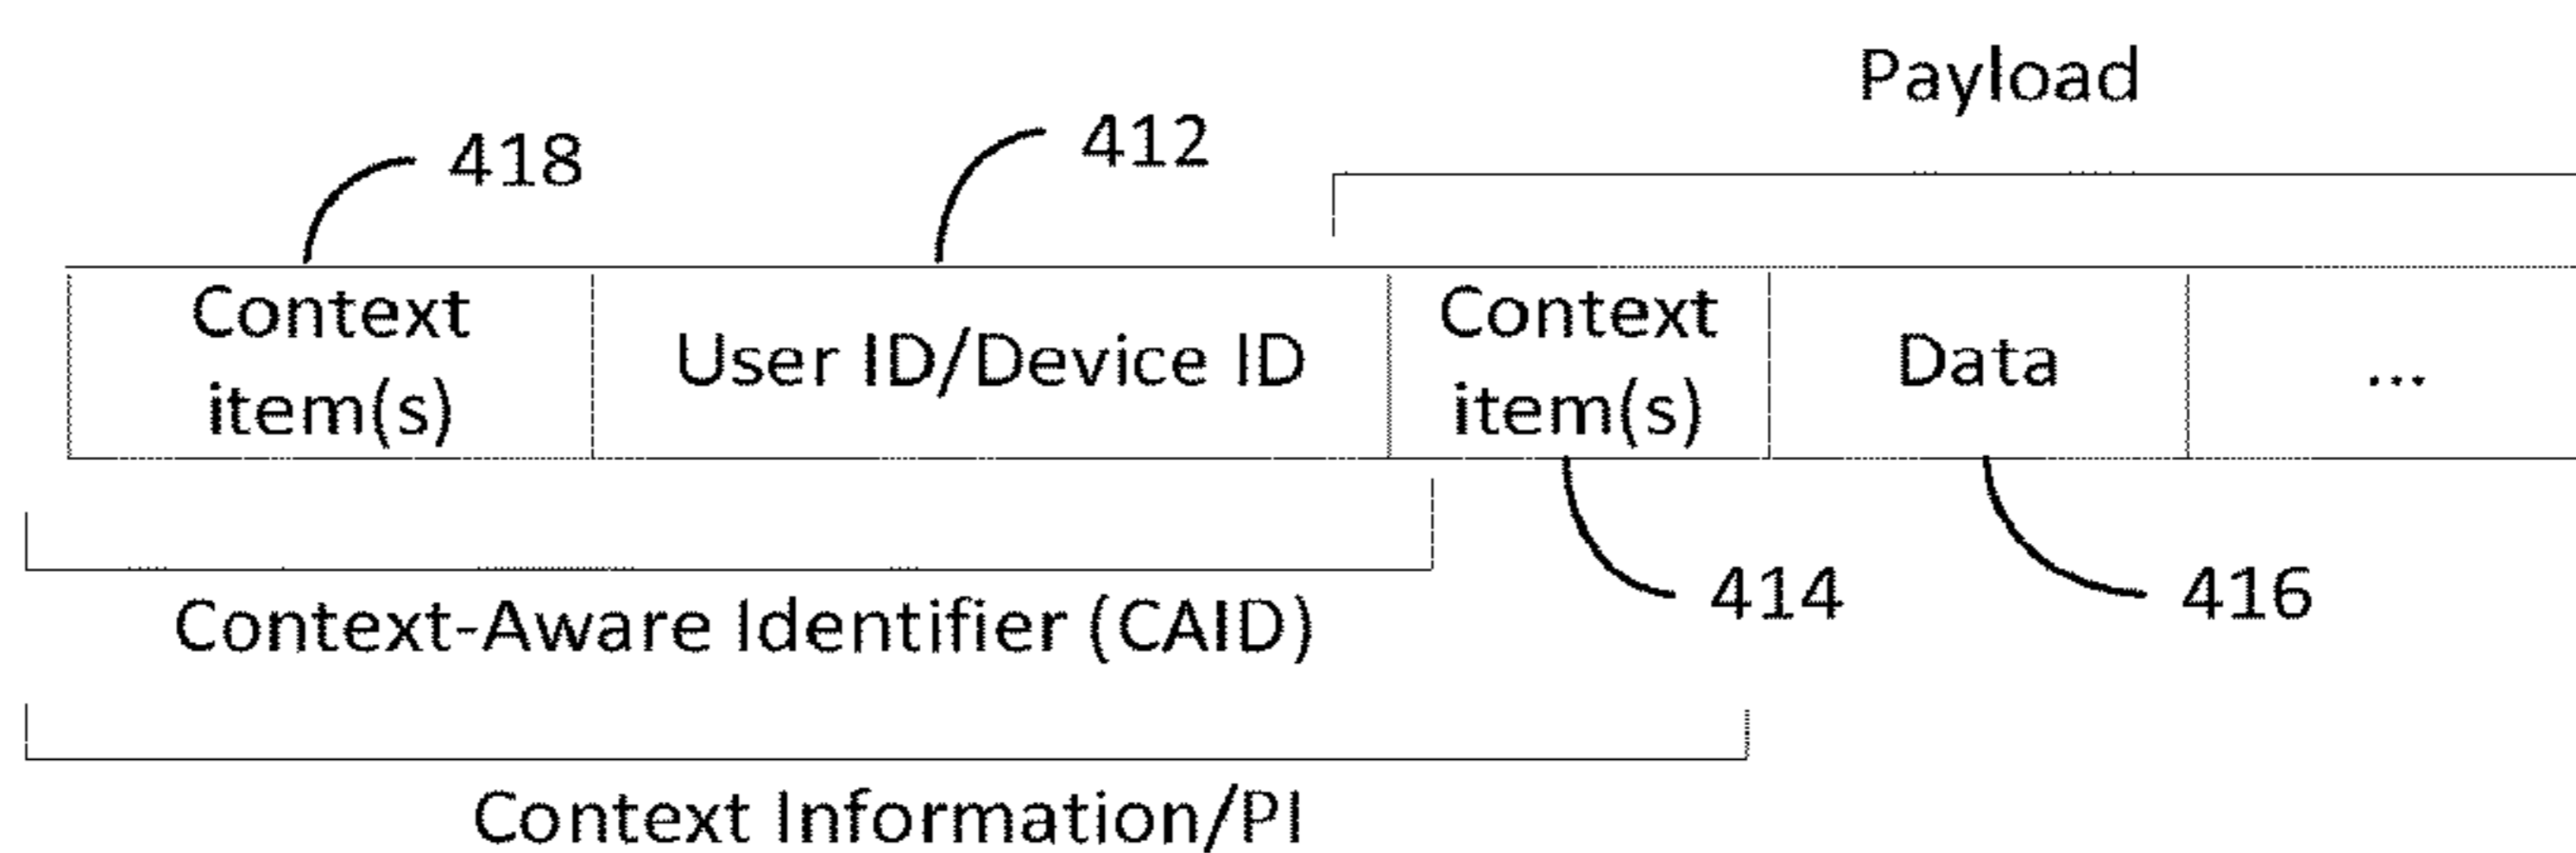 Payload
418
412
Context
item(s)
User ID/Device ID
Context
item(s)
Data
...
414
416
Context-Aware Identifier (CAID)
Context Information/PI